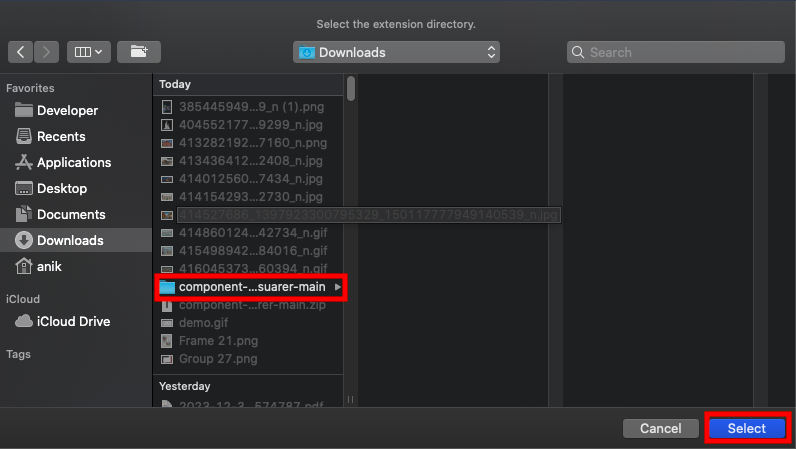 Select the extension directory.
Downloads
Search
Favorites
Developer
Recents
Applications
Desktop
Documents
Downloads
anik
iCloud
iCloud Drive
Tags
Today
385445949...9_n (1).png
404552177...9299_n.jpg
413282192...7160_n.png
413436412...2408_n.jpg
414012560...7434_n.jpg
414154293...2730_n.jpg
414527686_1397923300795329_150117777949140539_n.jpg
414860124...42734_n.gif
415498942...84016_n.gif
416045373...60394_n.gif
component-...suarer-main
component-...rer-main.zip
demo.gif
Frame 21.png
Group 27.png
Yesterday
2023-12-3...574787.pdf
Cancel
Select